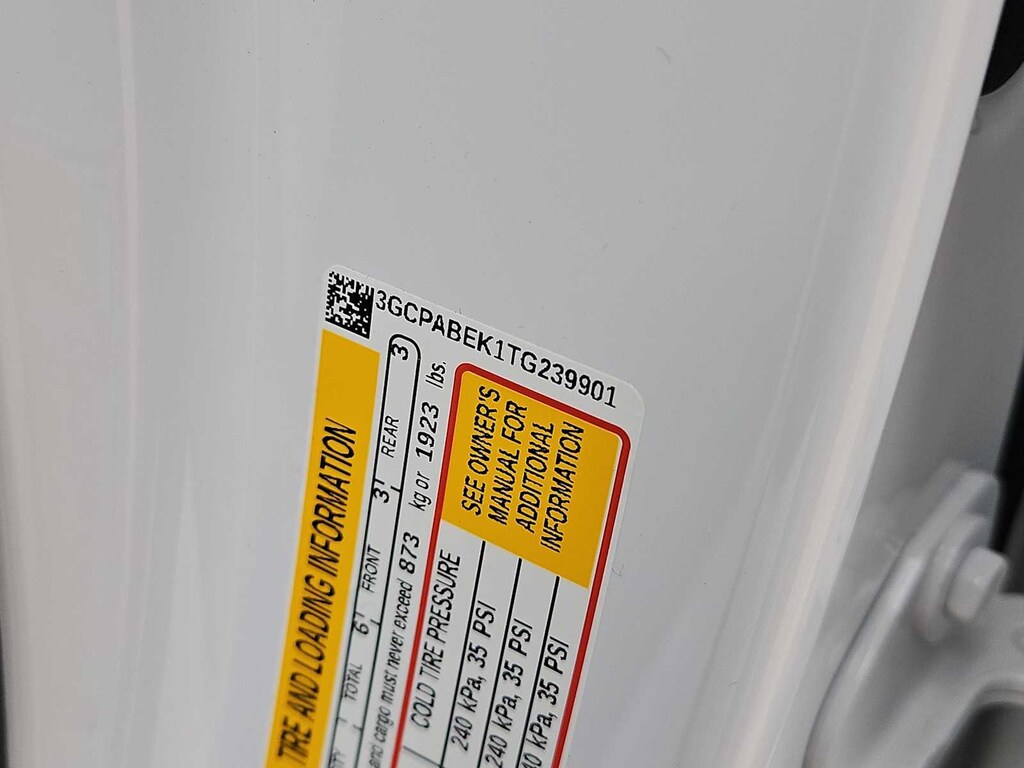 3GCPABEK1TG239901
TIRE AND LOADING INFORMATION
TOTAL 6 FRONT 3 REAR 3
and cargo must never exceed 873 kg or 1923 lbs.
COLD TIRE PRESSURE
SEE OWNER'S
MANUAL FOR
ADDITIONAL
INFORMATION
240 kPa, 35 PSI
240 kPa, 35 PSI
40 kPa, 35 PSI